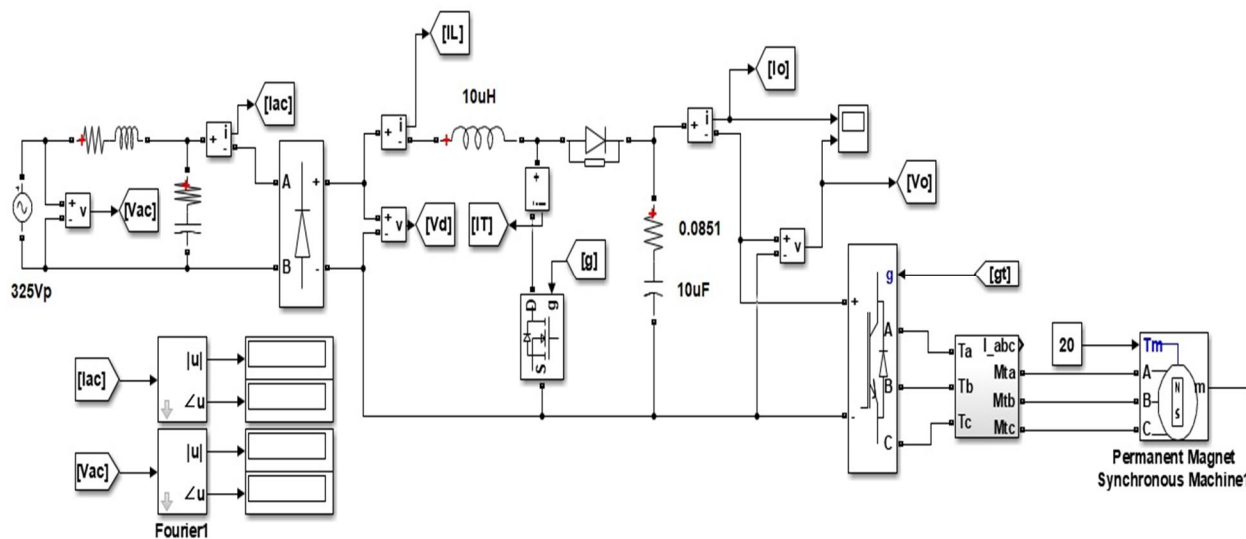 [IL]
[Iac]
10uH
[Io]
i
+
-
i
+
-
i
+
-
A
+
B
-
+
v
-
[Vac]
+
v
-
[Vd]
[IT]
[g]
0.0851
10uF
+
v
-
[Vo]
325Vp
D
g
S
g
[gt]
+
A
B
-
C
Ta
I_abc
Tb
Mta
Mtb
Tc
Mtc
20
Tm
A
B
C
m
N
S
Permanent Magnet
Synchronous Machine1
[Iac]
|u|
∠u
[Vac]
|u|
∠u
Fourier1